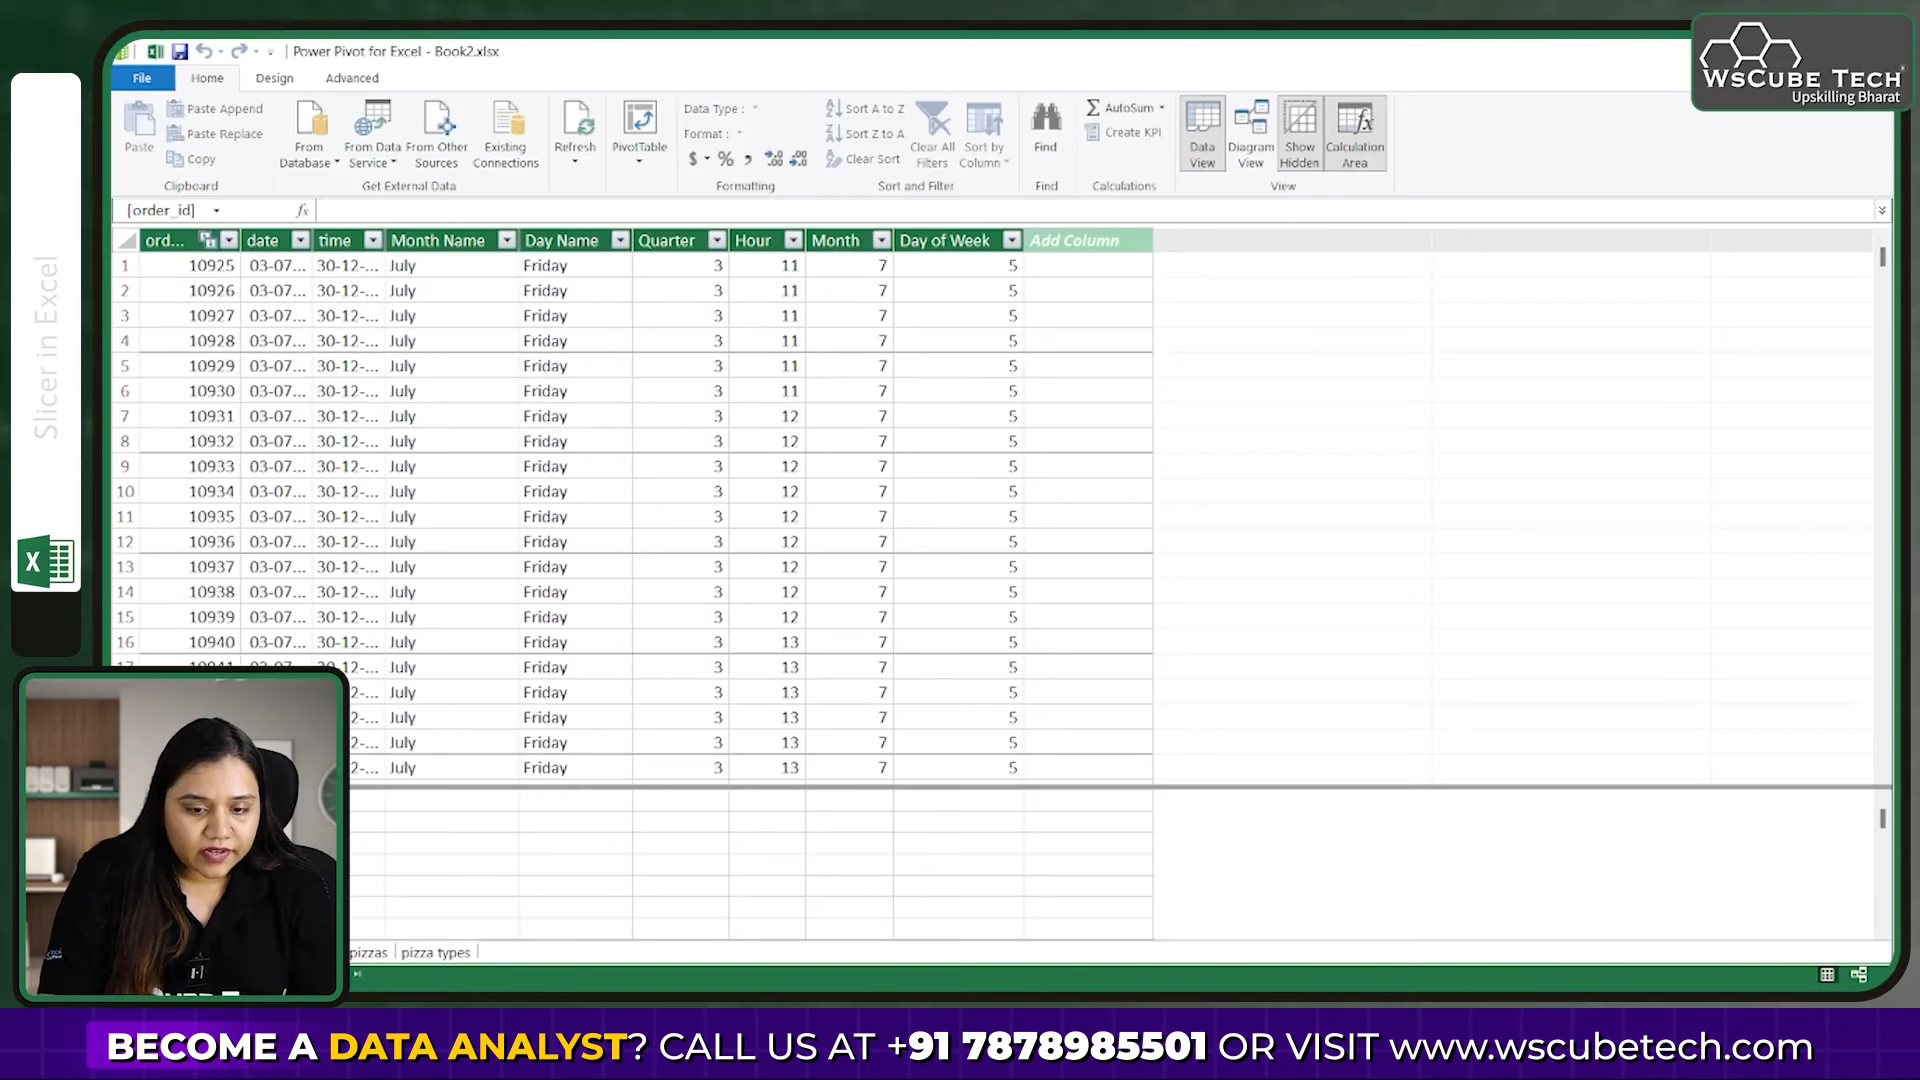 Power Pivot for Excel - Book2.xlsx
WsCube Tech
Upskilling Bharat
File Home Design Advanced
Paste
Paste Append
Paste Replace
Copy
Clipboard
From Database
From Data Service
From Other Sources
Existing Connections
Get External Data
Refresh
PivotTable
Data Type :
Format :
$ % ,
Formatting
Sort A to Z
Sort Z to A
Clear Sort
Clear All Filters
Sort by Column
Sort and Filter
Find
Find
AutoSum
Create KPI
Calculations
Data View
Diagram View
Show Hidden
Calculation Area
View
[order_id] fx
ord... date time Month Name Day Name Quarter Hour Month Day of Week Add Column
1 10925 03-07... 30-12-... July Friday 3 11 7 5
2 10926 03-07... 30-12-... July Friday 3 11 7 5
3 10927 03-07... 30-12-... July Friday 3 11 7 5
4 10928 03-07... 30-12-... July Friday 3 11 7 5
5 10929 03-07... 30-12-... July Friday 3 11 7 5
6 10930 03-07... 30-12-... July Friday 3 11 7 5
7 10931 03-07... 30-12-... July Friday 3 12 7 5
8 10932 03-07... 30-12-... July Friday 3 12 7 5
9 10933 03-07... 30-12-... July Friday 3 12 7 5
10 10934 03-07... 30-12-... July Friday 3 12 7 5
11 10935 03-07... 30-12-... July Friday 3 12 7 5
12 10936 03-07... 30-12-... July Friday 3 12 7 5
13 10937 03-07... 30-12-... July Friday 3 12 7 5
14 10938 03-07... 30-12-... July Friday 3 12 7 5
15 10939 03-07... 30-12-... July Friday 3 12 7 5
16 10940 03-07... 30-12-... July Friday 3 13 7 5
July Friday 3 13 7 5
2-... July Friday 3 13 7 5
2-... July Friday 3 13 7 5
2-... July Friday 3 13 7 5
2-... July Friday 3 13 7 5
pizzas pizza types
Slicer in Excel
X
BECOME A DATA ANALYST? CALL US AT +91 7878985501 OR VISIT www.wscubetech.com